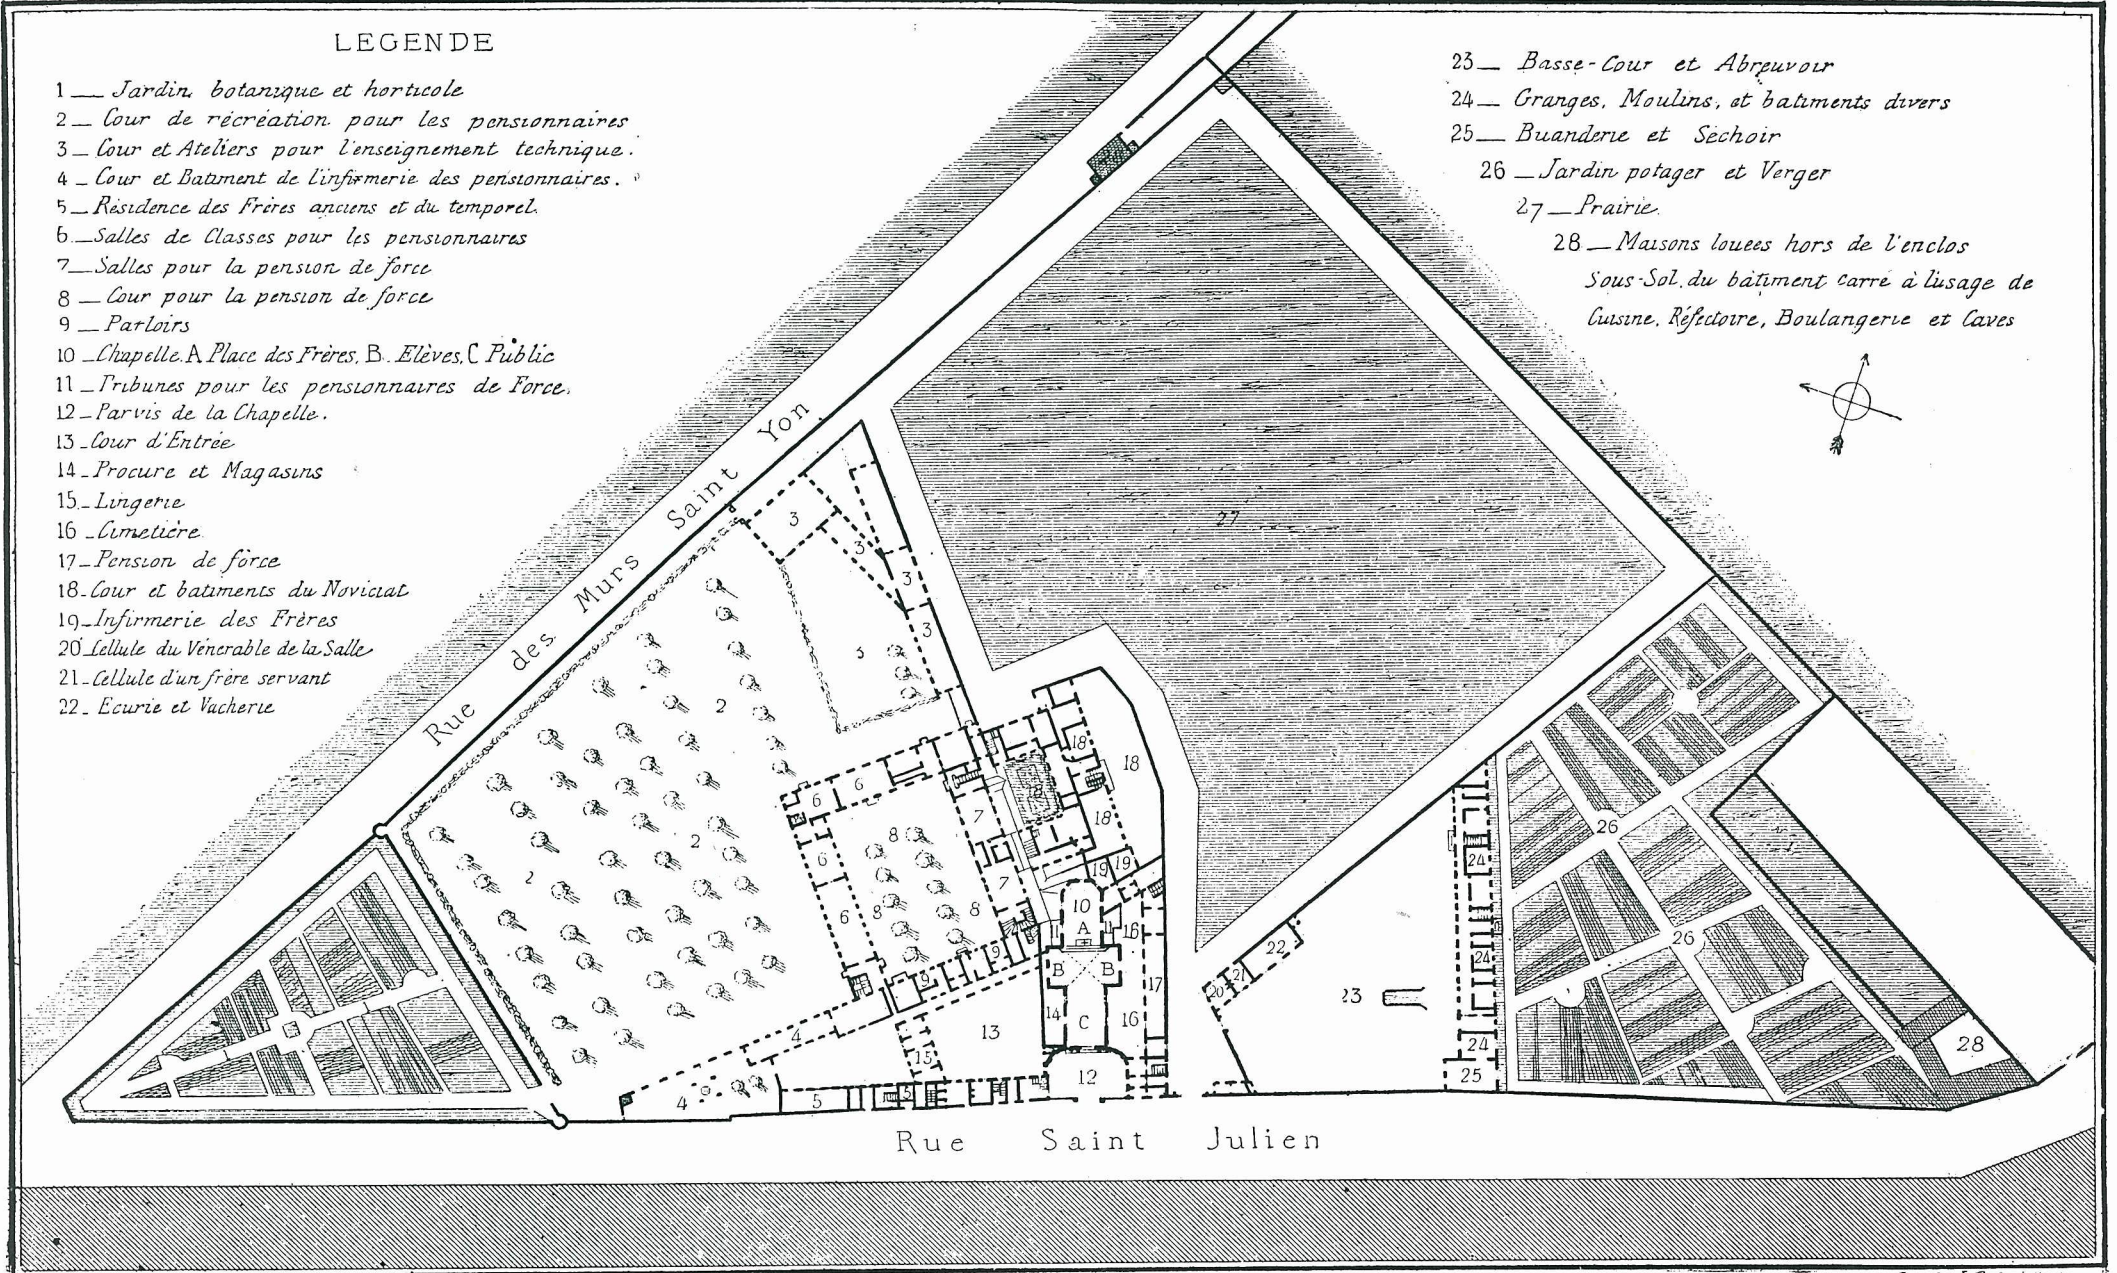 LEGENDE
1 __ Jardin botanique et horticole
2 _ Cour de récréation pour les pensionnaires
3 _ Cour et Ateliers pour l'enseignement technique.
4 _ Cour et Batiment de l'infirmerie des pensionnaires.
5 _ Résidence des Frères anciens et du temporel.
6 _ Salles de Classes pour les pensionnaires
7 _ Salles pour la pension de force
8 _ Cour pour la pension de force
9 _ Parloirs
10 _ Chapelle. A Place des Frères, B. Elèves, C Public
11 _ Tribunes pour les pensionnaires de Force.
12 _ Parvis de la Chapelle.
13 _ Cour d'Entrée
14 _ Procure et Magasins
15 _ Lingerie
16 _ Cimetière
17 _ Pension de force
18 _ Cour et batiments du Noviciat
19 _ Infirmerie des Frères
20 _ Cellule du Vénerable de la Salle
21 _ Cellule d'un frère servant
22 _ Ecurie et Vacherie
23 _ Basse-Cour et Abreuvoir
24 _ Granges, Moulins, et batiments divers
25 _ Buanderie et Sechoir
26 _ Jardin potager et Verger
27 _ Prairie.
28 _ Maisons louees hors de l'enclos
Sous-Sol du bâtiment carré à l'usage de
Cuisine, Réfectoire, Boulangerie et Caves
Rue des Murs Saint Yon
27
3
3
3
3
3
2
2
2
18
18
18
18
6
6
6
6
7
7
8
8
8
19
19
10
A
11
11
B
B
C
14
16
16
17
9
9
4
4
13
15
12
5
5
20
21
22
23
24
24
24
25
26
26
28
Rue Saint Julien